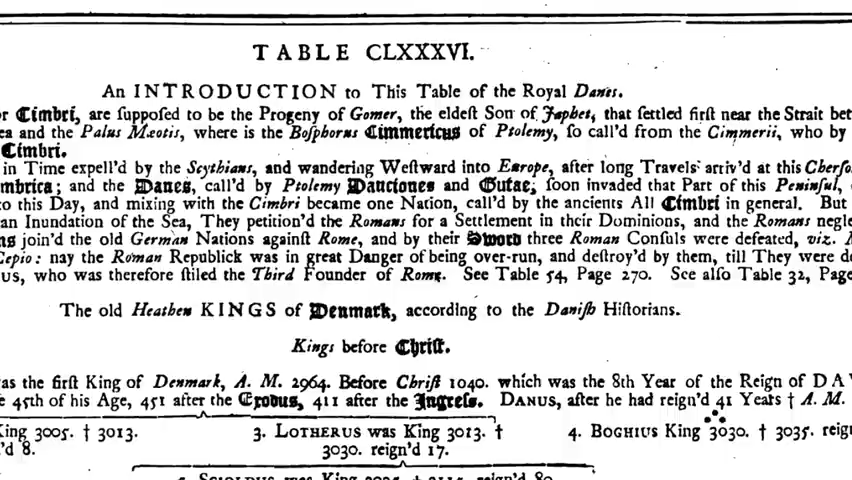 TABLE CLXXXVI.
An INTRODUCTION to This Table of the Royal Danes.
r Cimbri, are ſuppoſed to be the Progeny of Gomer, the eldeſt Son of Japhet, that ſettled firſt near the Strait bet
ea and the Palus Mæotis, where is the Boſphorus Cimmericus of Ptolemy, ſo call'd from the Cimmerii, who by
Cimbri.
in Time expell'd by the Scythians, and wandering Weſtward into Europe, after long Travels arriv'd at this Cherſo
mbrica; and the Danes, call'd by Ptolemy Dauciones and Gutae, ſoon invaded that Part of this Peninſul,
to this Day, and mixing with the Cimbri became one Nation, call'd by the ancients All Cimbri in general. But
an Inundation of the Sea, They petition'd the Romans for a Settlement in their Dominions, and the Romans negle
ns join'd the old German Nations againſt Rome, and by their Sword three Roman Conſuls were defeated, viz.
Cepio: nay the Roman Republick was in great Danger of being over-run, and deſtroy'd by them, till They were de
US, who was therefore ſtiled the Third Founder of Rome. See Table 54, Page 270. See alſo Table 32, Page
The old Heathen KINGS of Denmark, according to the Daniſh Hiſtorians.
Kings before Chriſt.
as the firſt King of Denmark, A. M. 2964. Before Chriſt 1040. which was the 8th Year of the Reign of DA
e 45th of his Age, 451 after the Exodus, 411 after the Ingreſs. DANUS, after he had reign'd 41 Years † A. M.
King 3005. † 3013. 3. LOTHERUS was King 3013. † 4. BOGHIUS King 3030. † 3035. reig
'd 8. 3030. reign'd 17.
SCIOLDUS was King